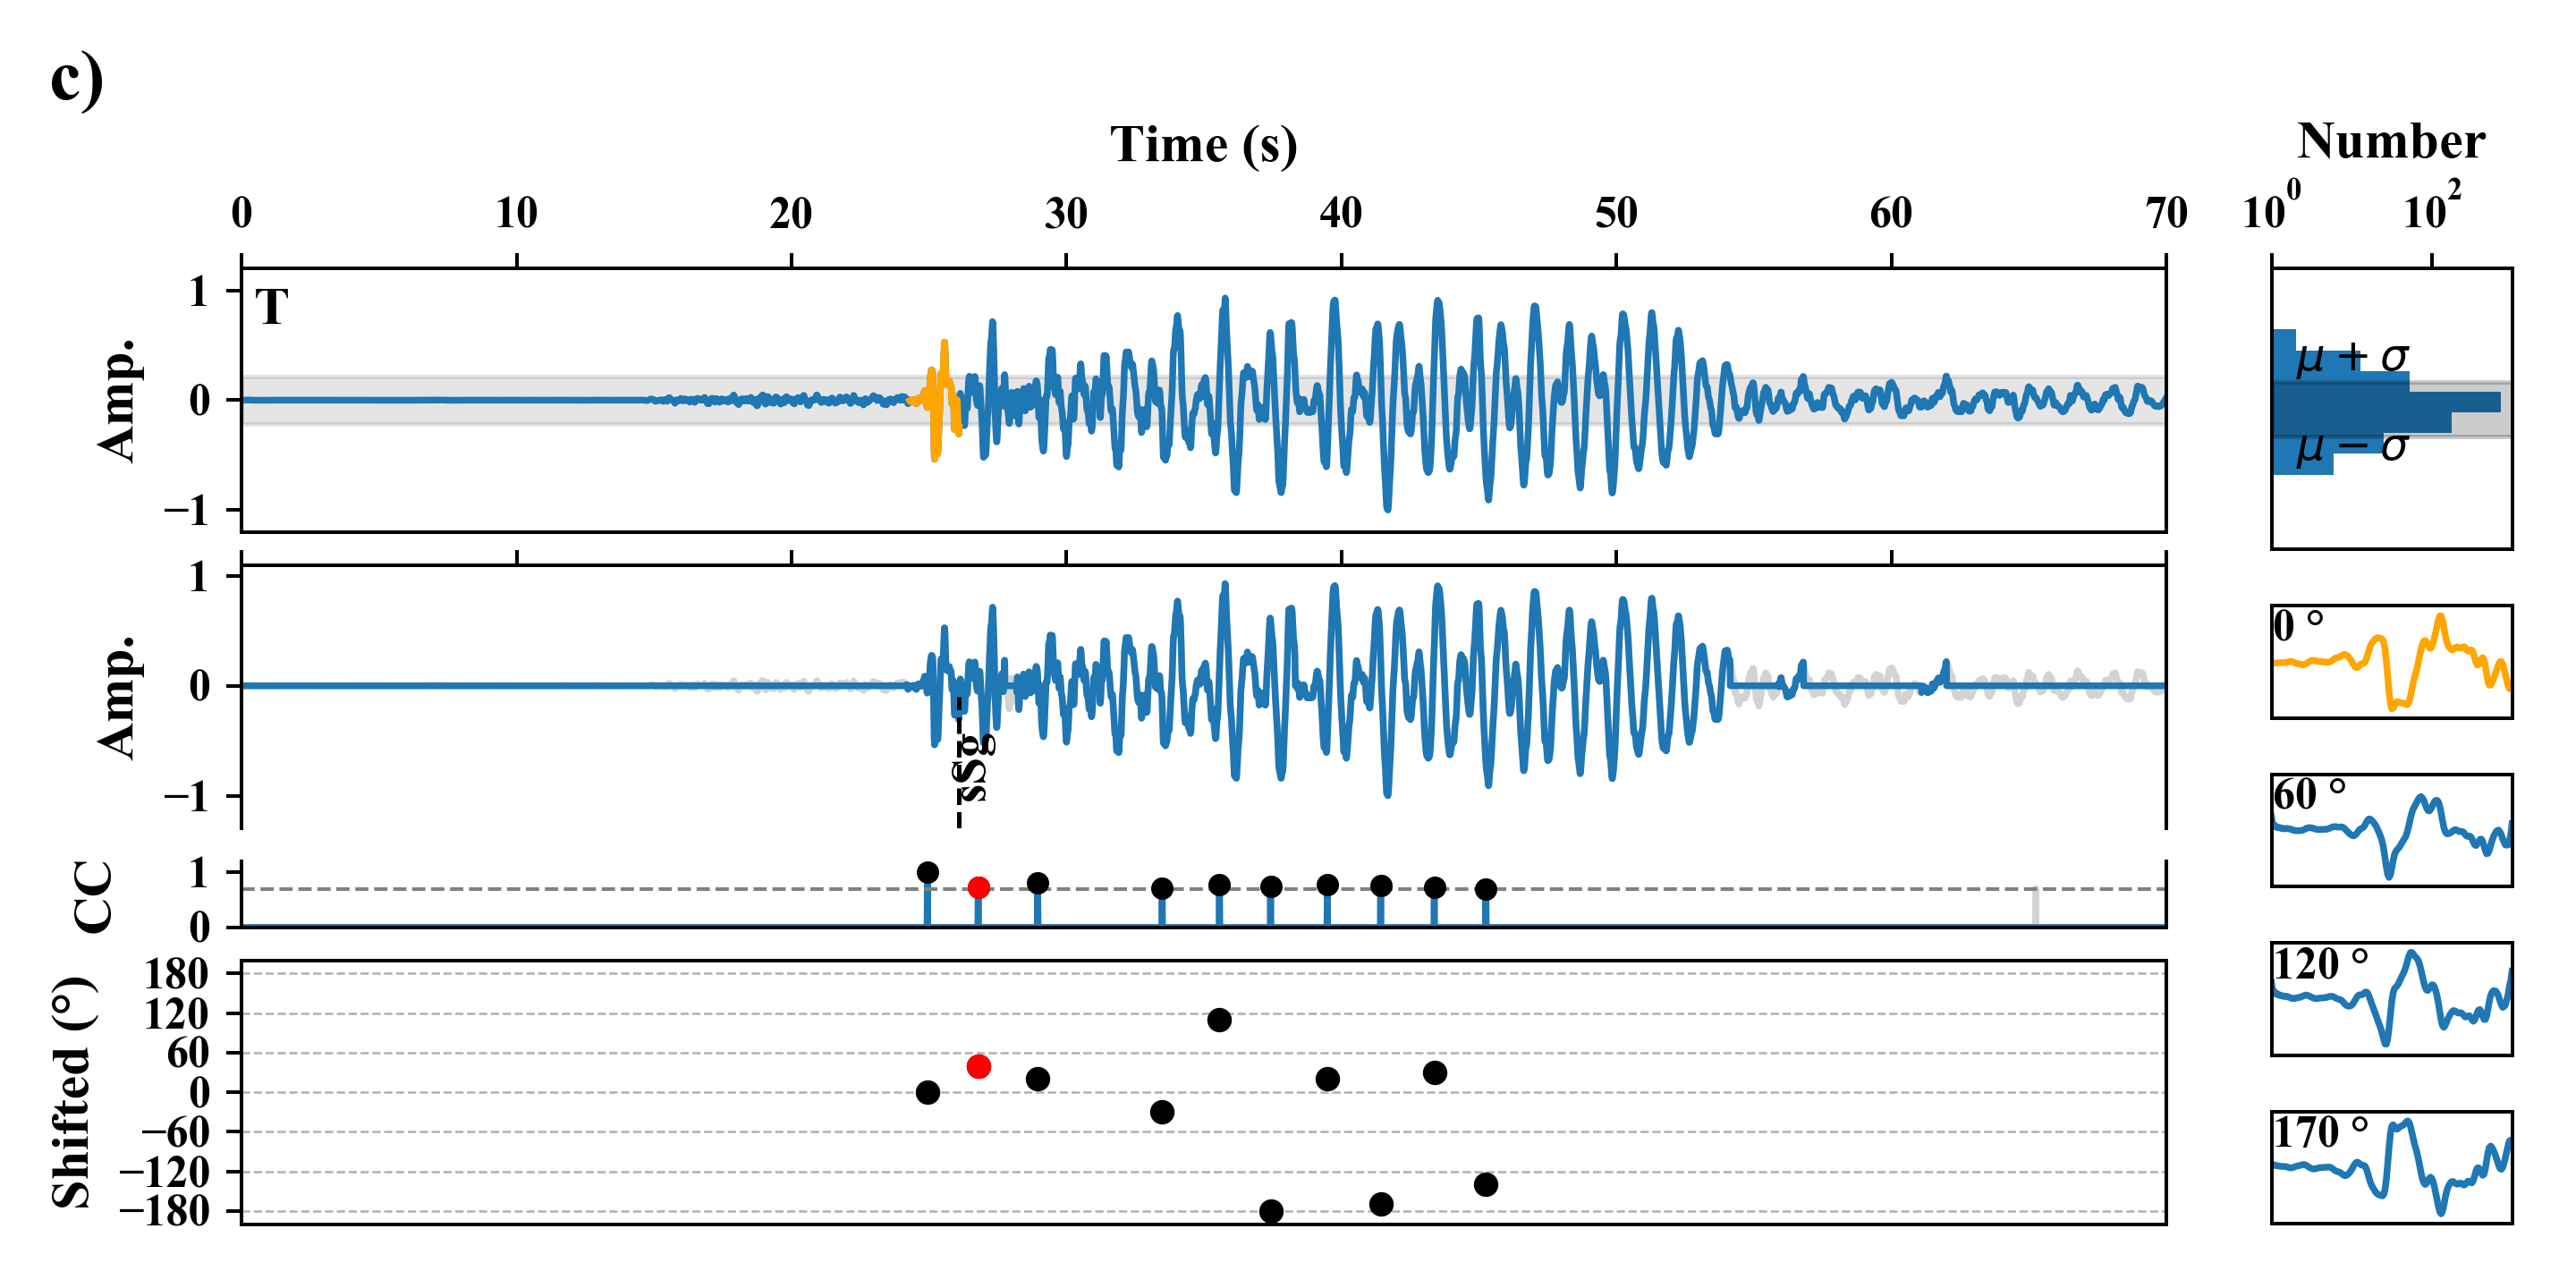 c)
Time (s)
Number
0 10 20 30 40 50 60 70
10^0 10^2
T
Amp.
1
0
−1
μ + σ
μ − σ
Amp.
1
0
−1
sSg
0 °
60 °
CC
1
0
120 °
Shifted (°)
180
120
60
0
−60
−120
−180
170 °